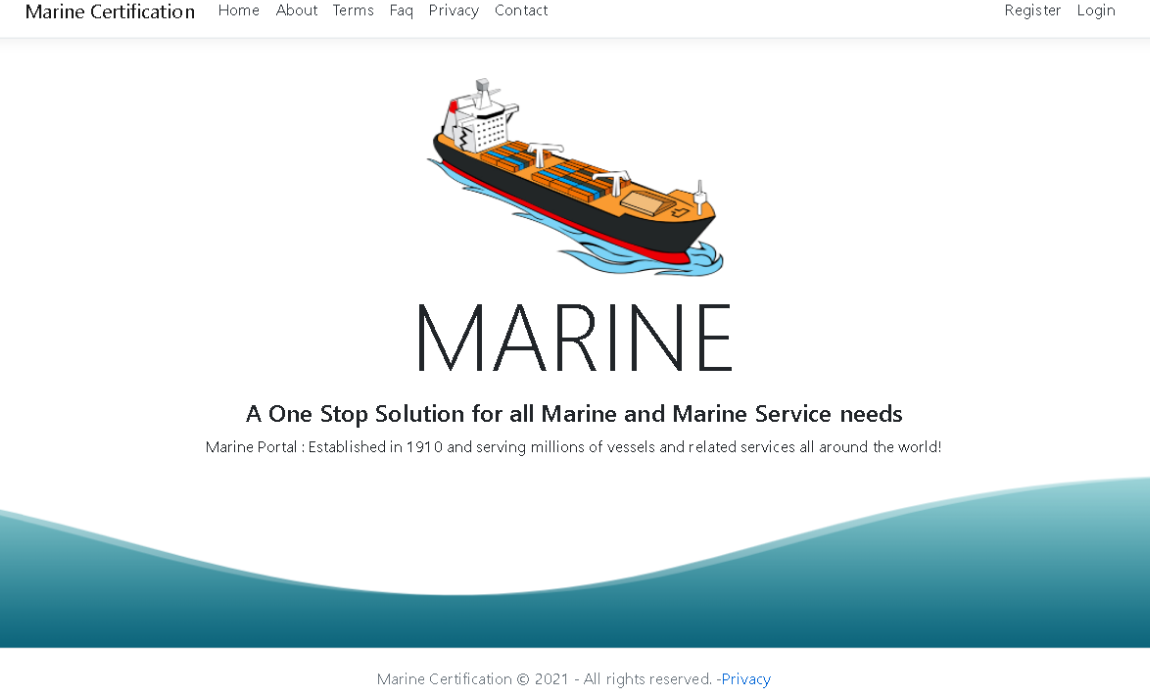 Marine Certification Home About Terms Faq Privacy Contact Register Login
MARINE
A One Stop Solution for all Marine and Marine Service needs
Marine Portal : Established in 1910 and serving millions of vessels and related services all around the world!
Marine Certification © 2021 - All rights reserved. -Privacy